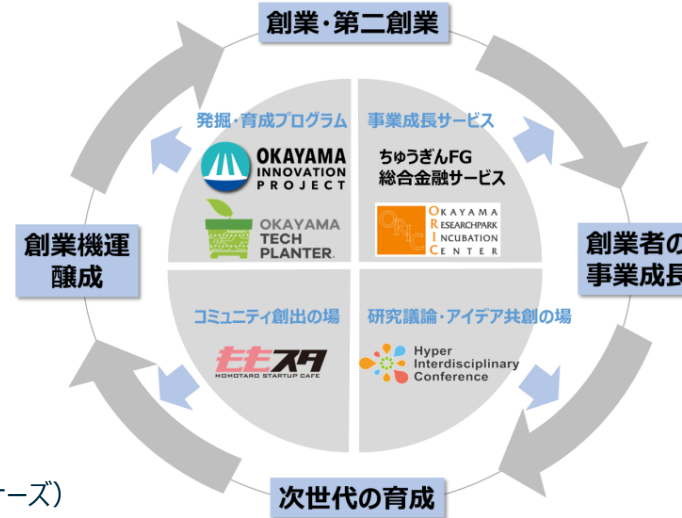 創業・第二創業
発掘・育成プログラム
OKAYAMA
INNOVATION
PROJECT
OKAYAMA
TECH
PLANTER.
事業成長サービス
ちゅうぎんFG
総合金融サービス
ORIC
OKAYAMA
RESEARCHPARK
INCUBATION
CENTER
創業機運
醸成
創業者の
事業成長
コミュニティ創出の場
ももスタ
MOMOTARO STARTUP CAFE
研究議論・アイデア共創の場
Hyper
Interdisciplinary
Conference
次世代の育成
ナーズ）